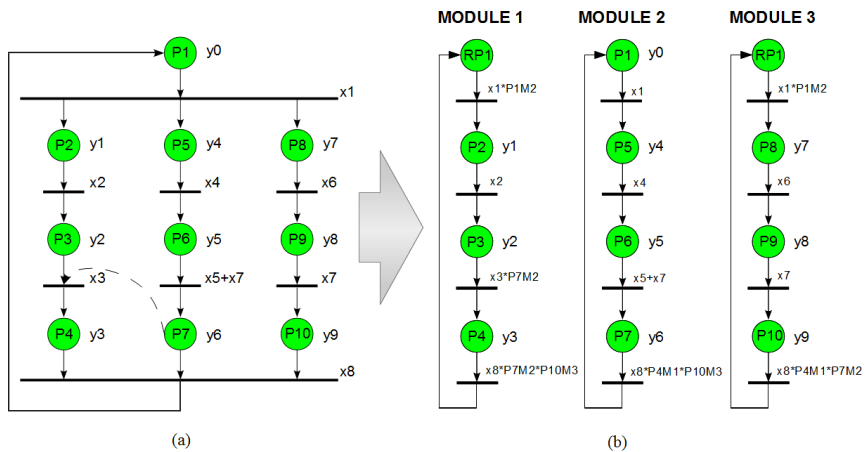 MODULE 1 MODULE 2 MODULE 3
P1 y0
x1
P2 y1 P5 y4 P8 y7
x2 x4 x6
P3 y2 P6 y5 P9 y8
x3 x5+x7 x7
P4 y3 P7 y6 P10 y9
x8
(a)
RP1 P1 y0 RP1
x1*P1M2 x1 x1*P1M2
P2 y1 P5 y4 P8 y7
x2 x4 x6
P3 y2 P6 y5 P9 y8
x3*P7M2 x5+x7 x7
P4 y3 P7 y6 P10 y9
x8*P7M2*P10M3 x8*P4M1*P10M3 x8*P4M1*P7M2
(b)